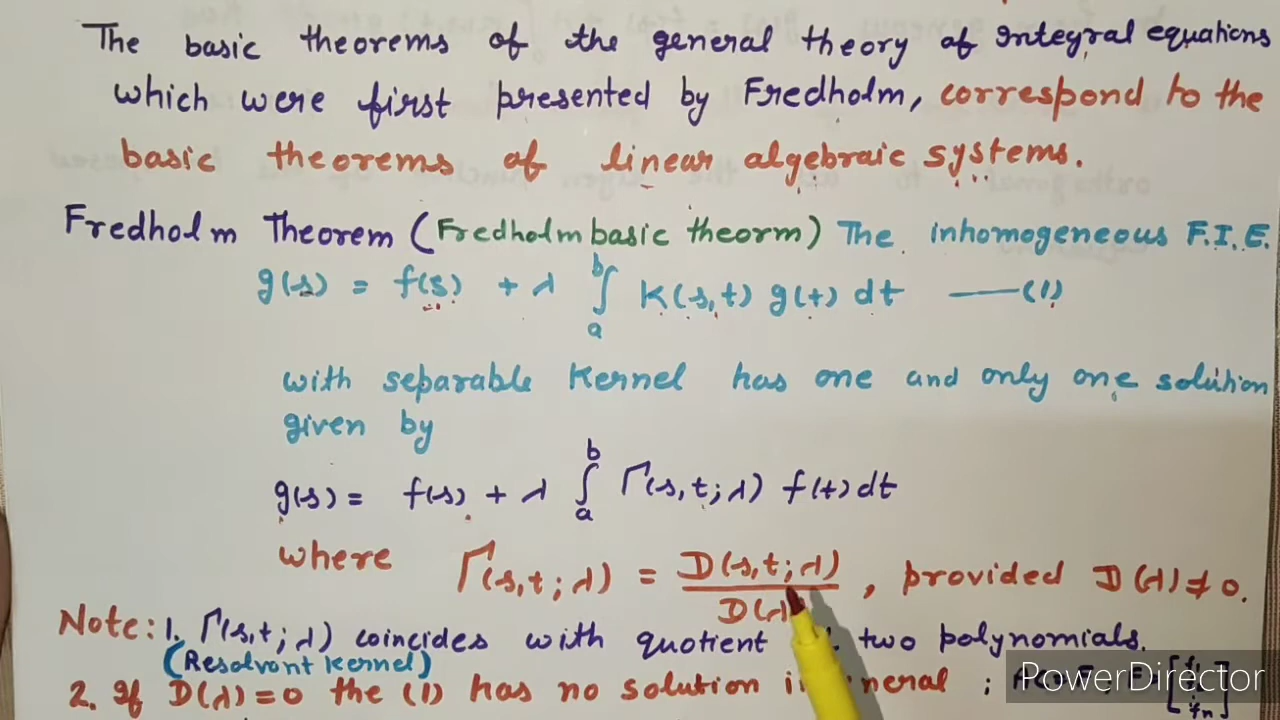 The basic theorems of the general theory of integral equations
which were first presented by Fredholm, correspond to the
basic theorems of linear algebraic systems.
Fredholm Theorem (Fredholm basic theorm) The inhomogeneous F.I.E.
g(s) = f(s) + λ ∫_a^b K(s,t) g(t) dt —— (1)
with separable Kernel has one and only one solution
given by
g(s) = f(s) + λ ∫_a^b Γ(s,t;λ) f(t) dt
where Γ(s,t;λ) = D(s,t;λ) / D(λ) , provided D(λ) ≠ 0.
Note: 1. Γ(s,t;λ) coincides with quotient two polynomials.
(Resolvant Kernel)
2. If D(λ)=0 the (1) has no solution in general ;
PowerDirector